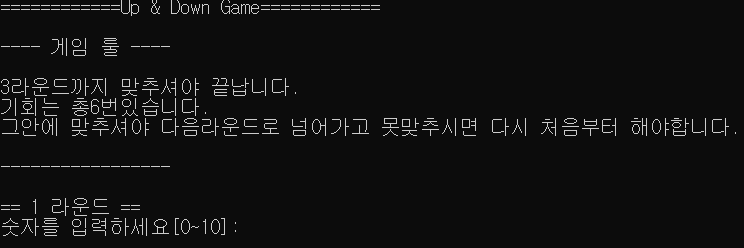 ============Up & Down Game============
---- 게임 룰 ----
3라운드까지 맞추셔야 끝납니다.
기회는 총6번있습니다.
그안에 맞추셔야 다음라운드로 넘어가고 못맞추시면 다시 처음부터 해야합니다.
-----------------
== 1 라운드 ==
숫자를 입력하세요[0~10]: